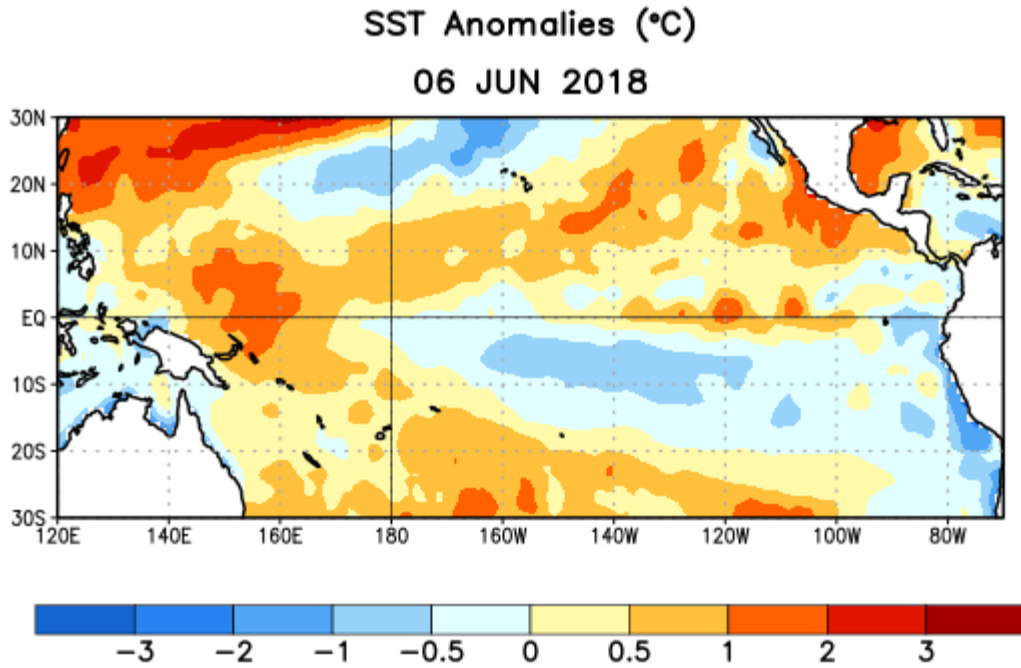 SST Anomalies (°C)
06 JUN 2018
30N
20N
10N
EQ
10S
20S
30S
120E 140E 160E 180 160W 140W 120W 100W 80W
-3 -2 -1 -0.5 0 0.5 1 2 3